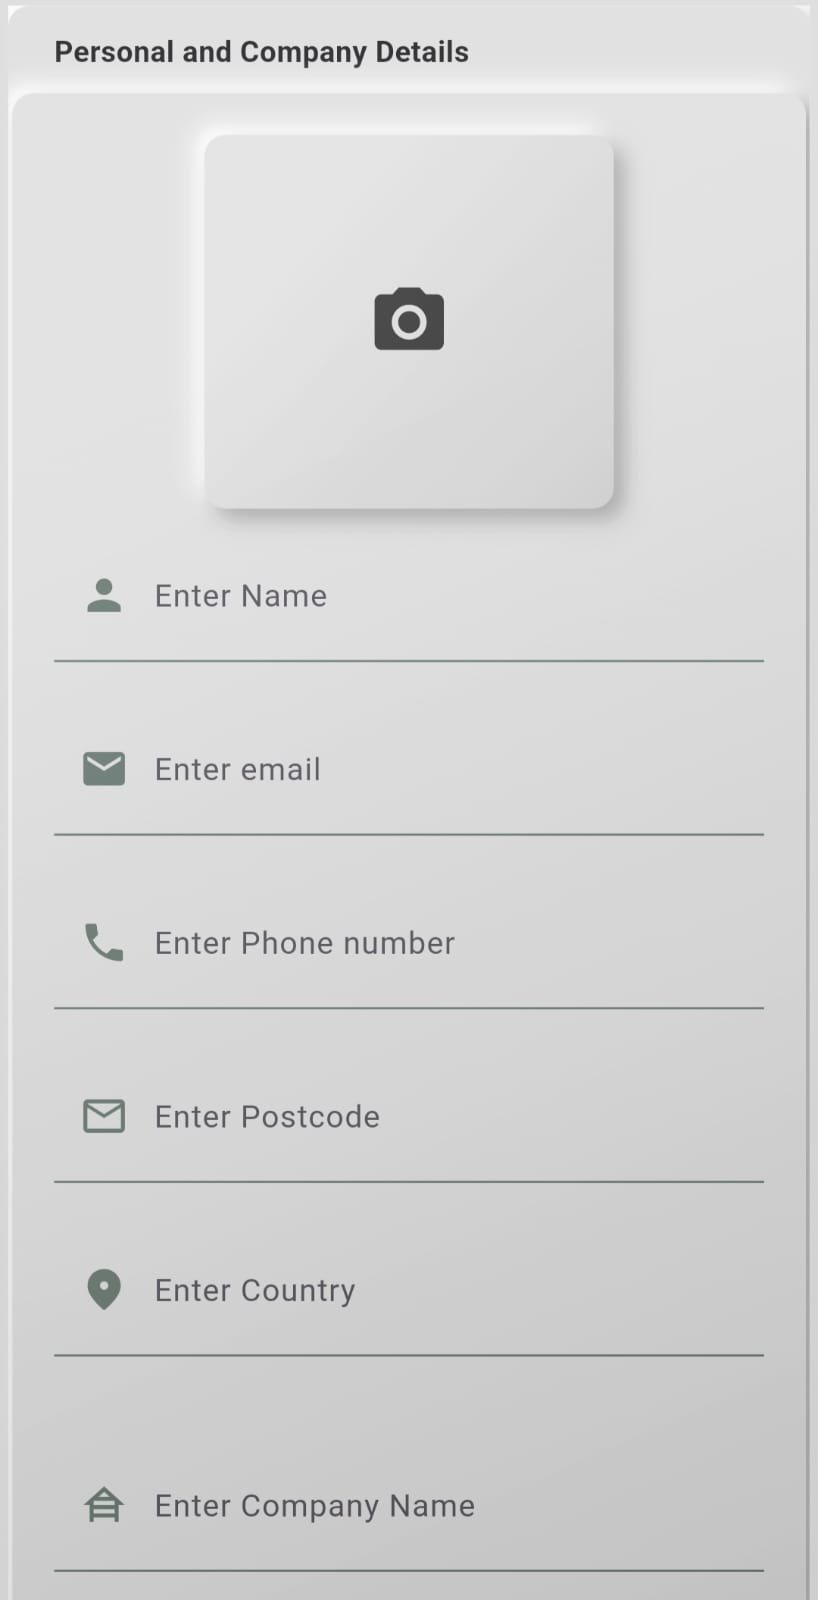 Personal and Company Details
Enter Name
Enter email
Enter Phone number
Enter Postcode
Enter Country
Enter Company Name